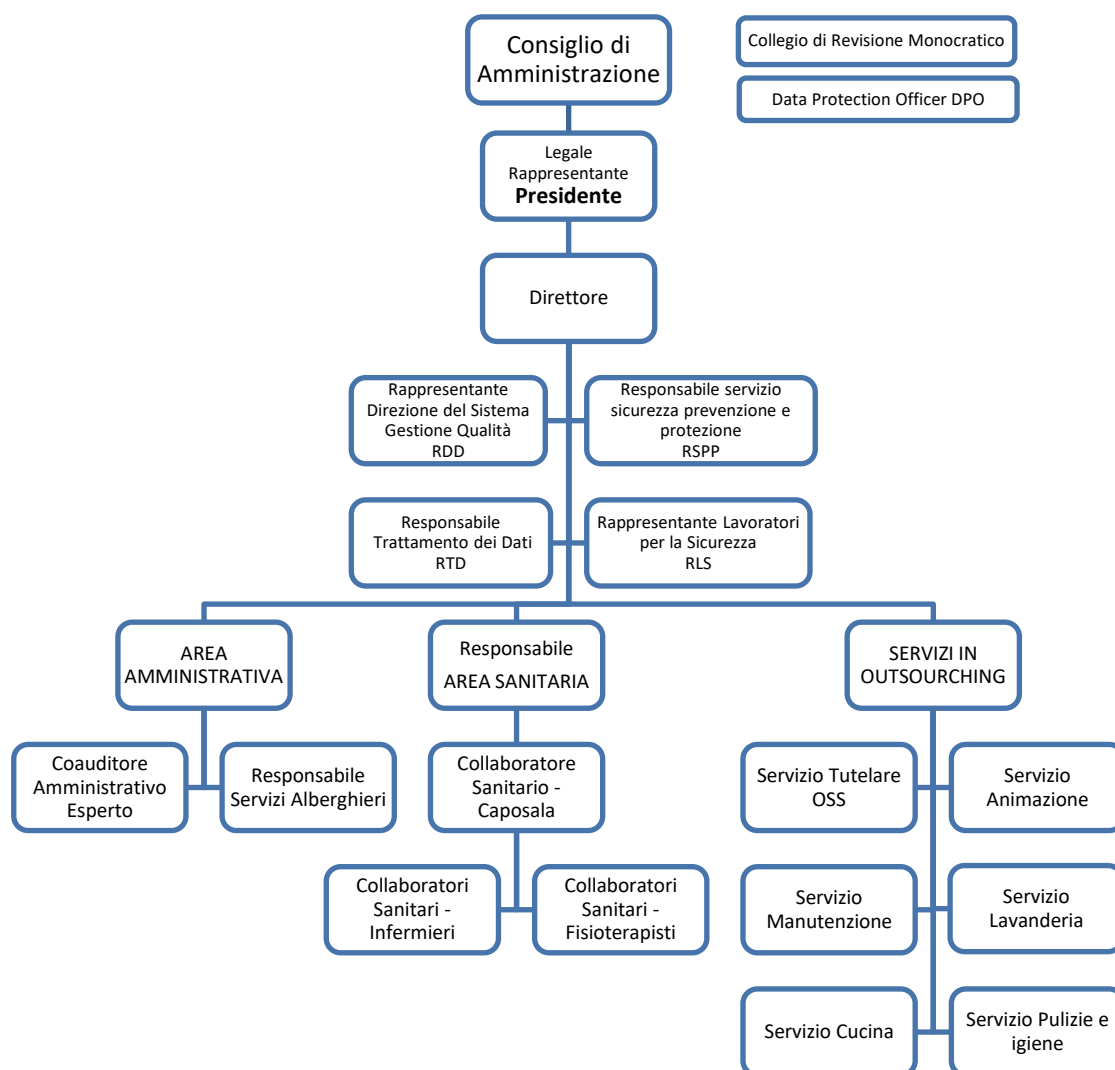 Consiglio di
Amministrazione
Collegio di Revisione Monocratico
Data Protection Officer DPO
Legale
Rappresentante
Presidente
Direttore
Rappresentante
Direzione del Sistema
Gestione Qualità
RDD
Responsabile servizio
sicurezza prevenzione e
protezione
RSPP
Responsabile
Trattamento dei Dati
RTD
Rappresentante Lavoratori
per la Sicurezza
RLS
AREA
AMMINISTRATIVA
Responsabile
AREA SANITARIA
SERVIZI IN
OUTSOURCHING
Coauditore
Amministrativo
Esperto
Responsabile
Servizi Alberghieri
Collaboratore
Sanitario -
Caposala
Servizio Tutelare
OSS
Servizio
Animazione
Collaboratori
Sanitari -
Infermieri
Collaboratori
Sanitari -
Fisioterapisti
Servizio
Manutenzione
Servizio
Lavanderia
Servizio Cucina
Servizio Pulizie e
igiene